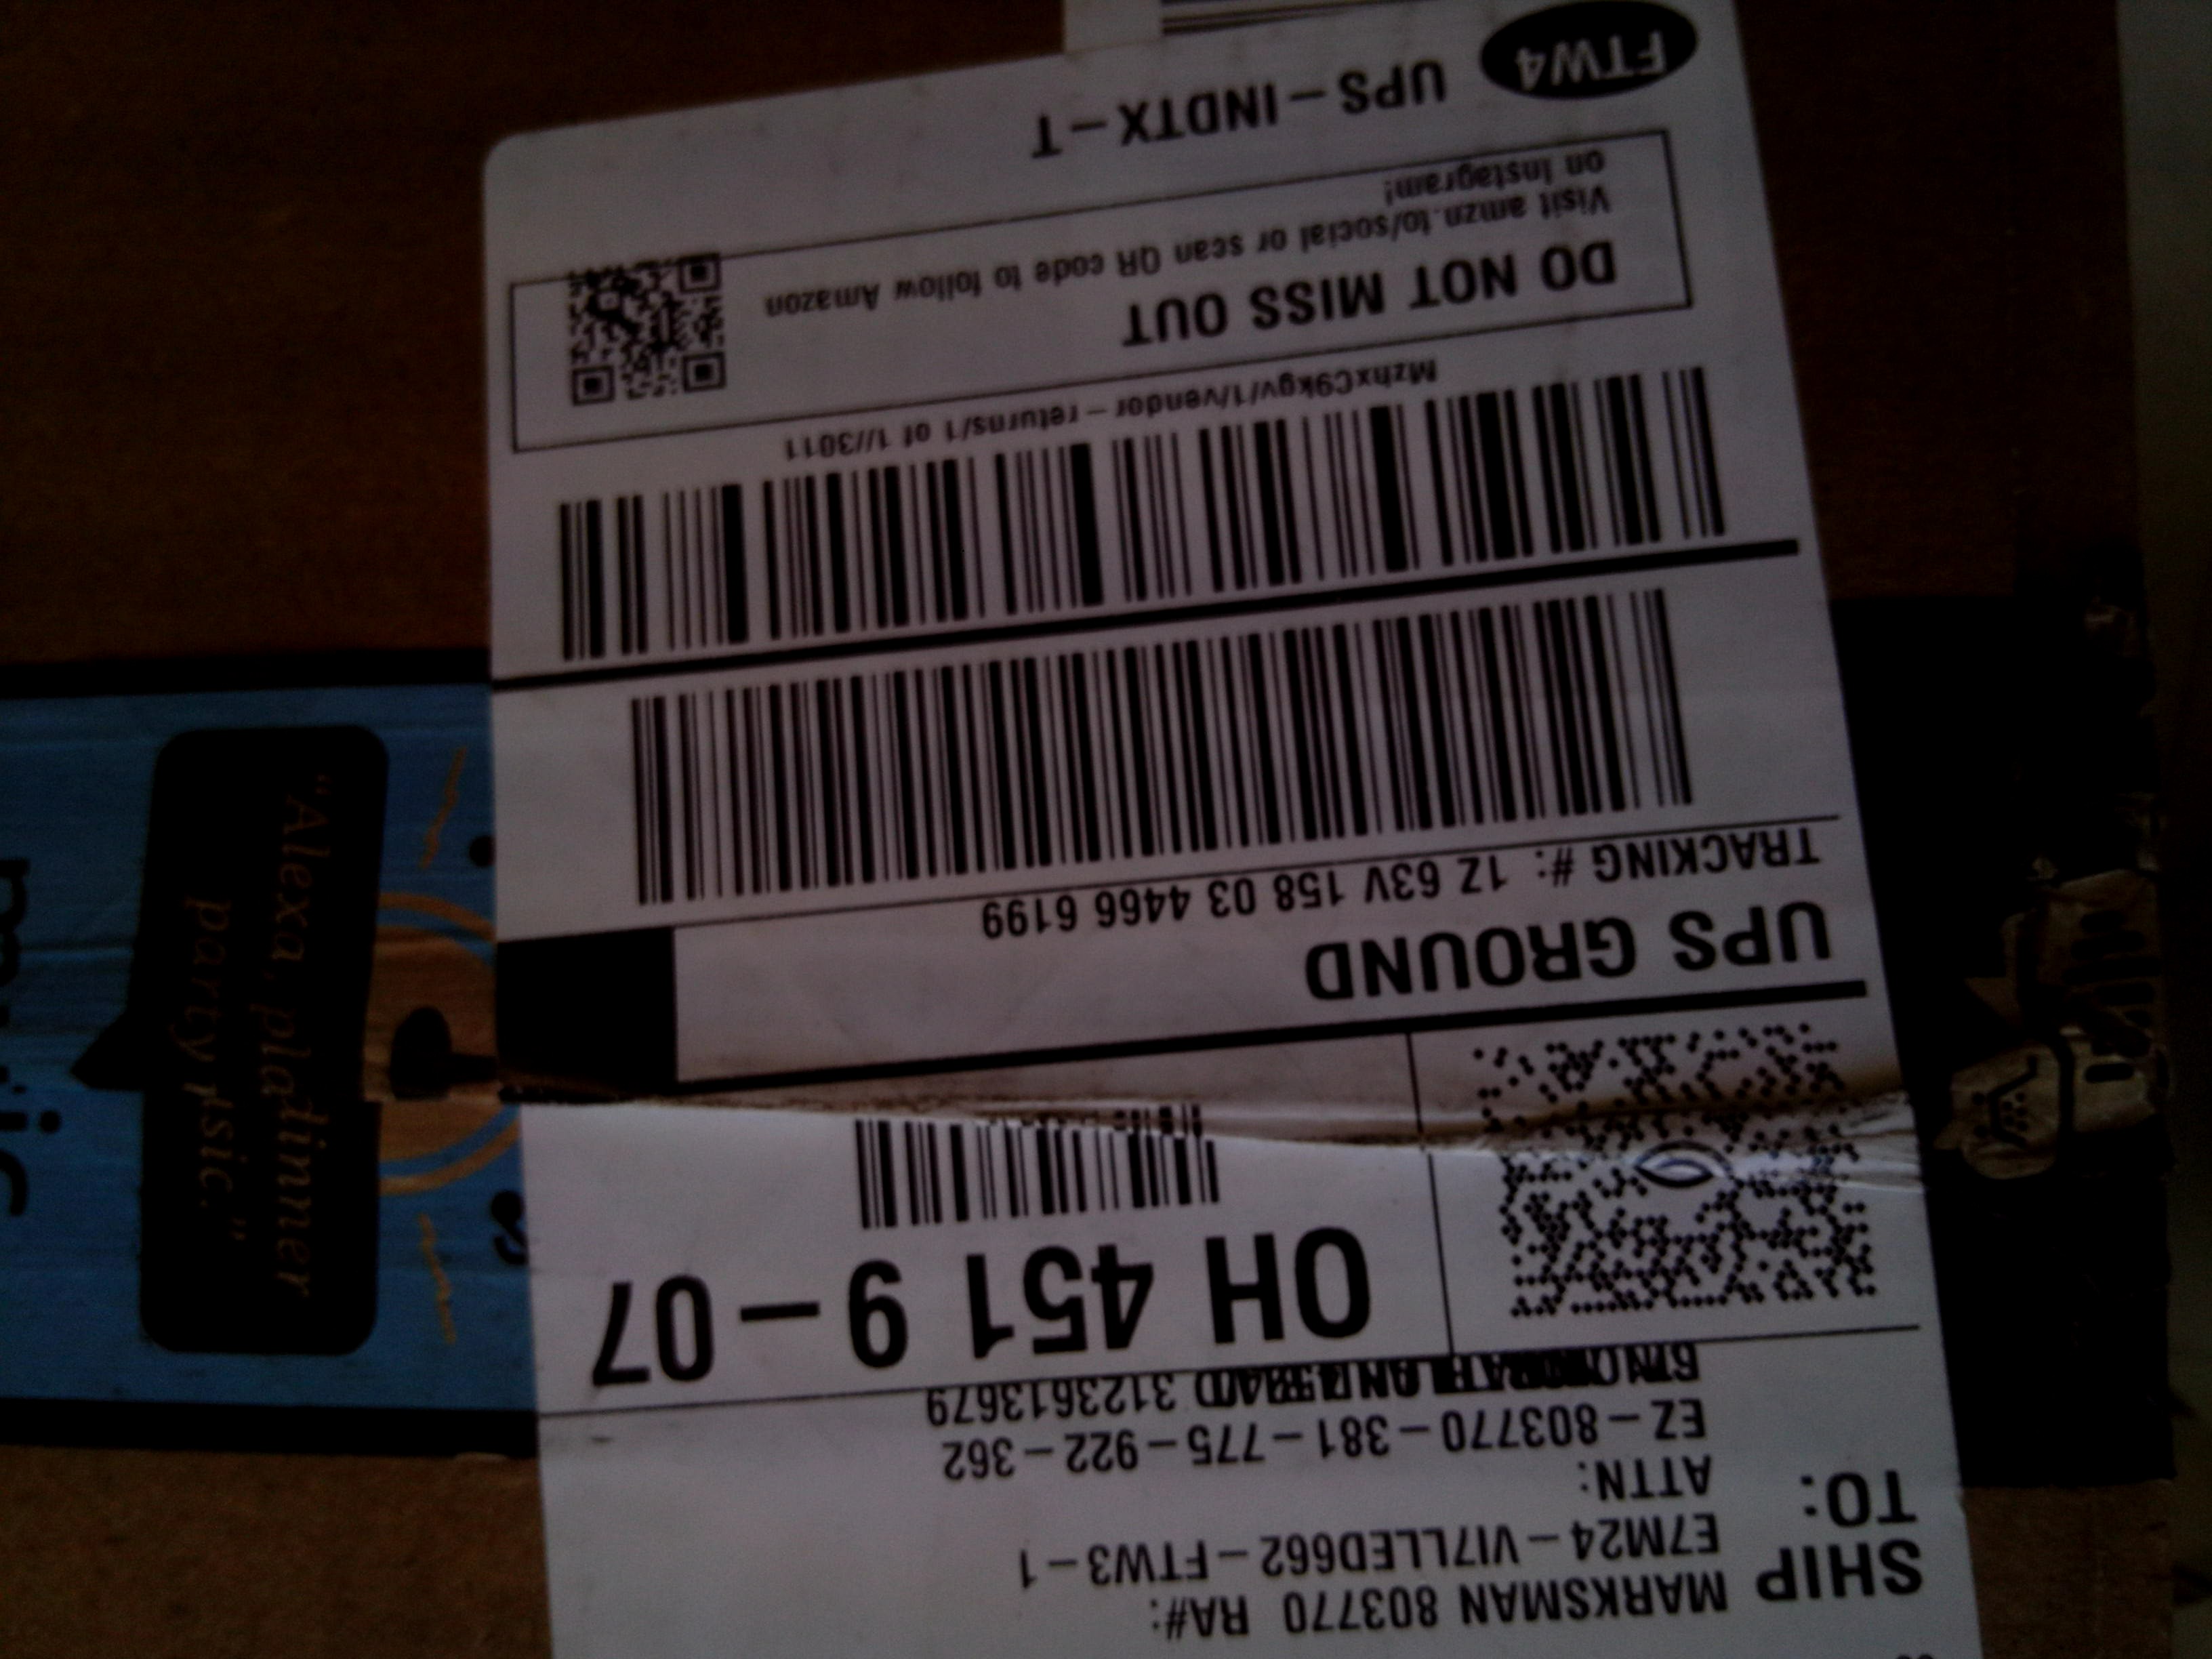 SHIP TO:
MARKSMAN 803770 RA#:
E7M24-VI7LLED662-FTW3-1
ATTN:
EZ-803770-381-775-922-362
3123613679
OH 451 9-07
UPS GROUND
TRACKING #: 1Z 63V 158 03 4466 6199
MzhxC9kgv/1/vendor-returns/1 of 1//3011
DO NOT MISS OUT
Visit amzn.to/social or scan QR code to follow Amazon
on Instagram!
UPS-INDTX-T
FTW4
"Alexa, pla dinner
party usic."